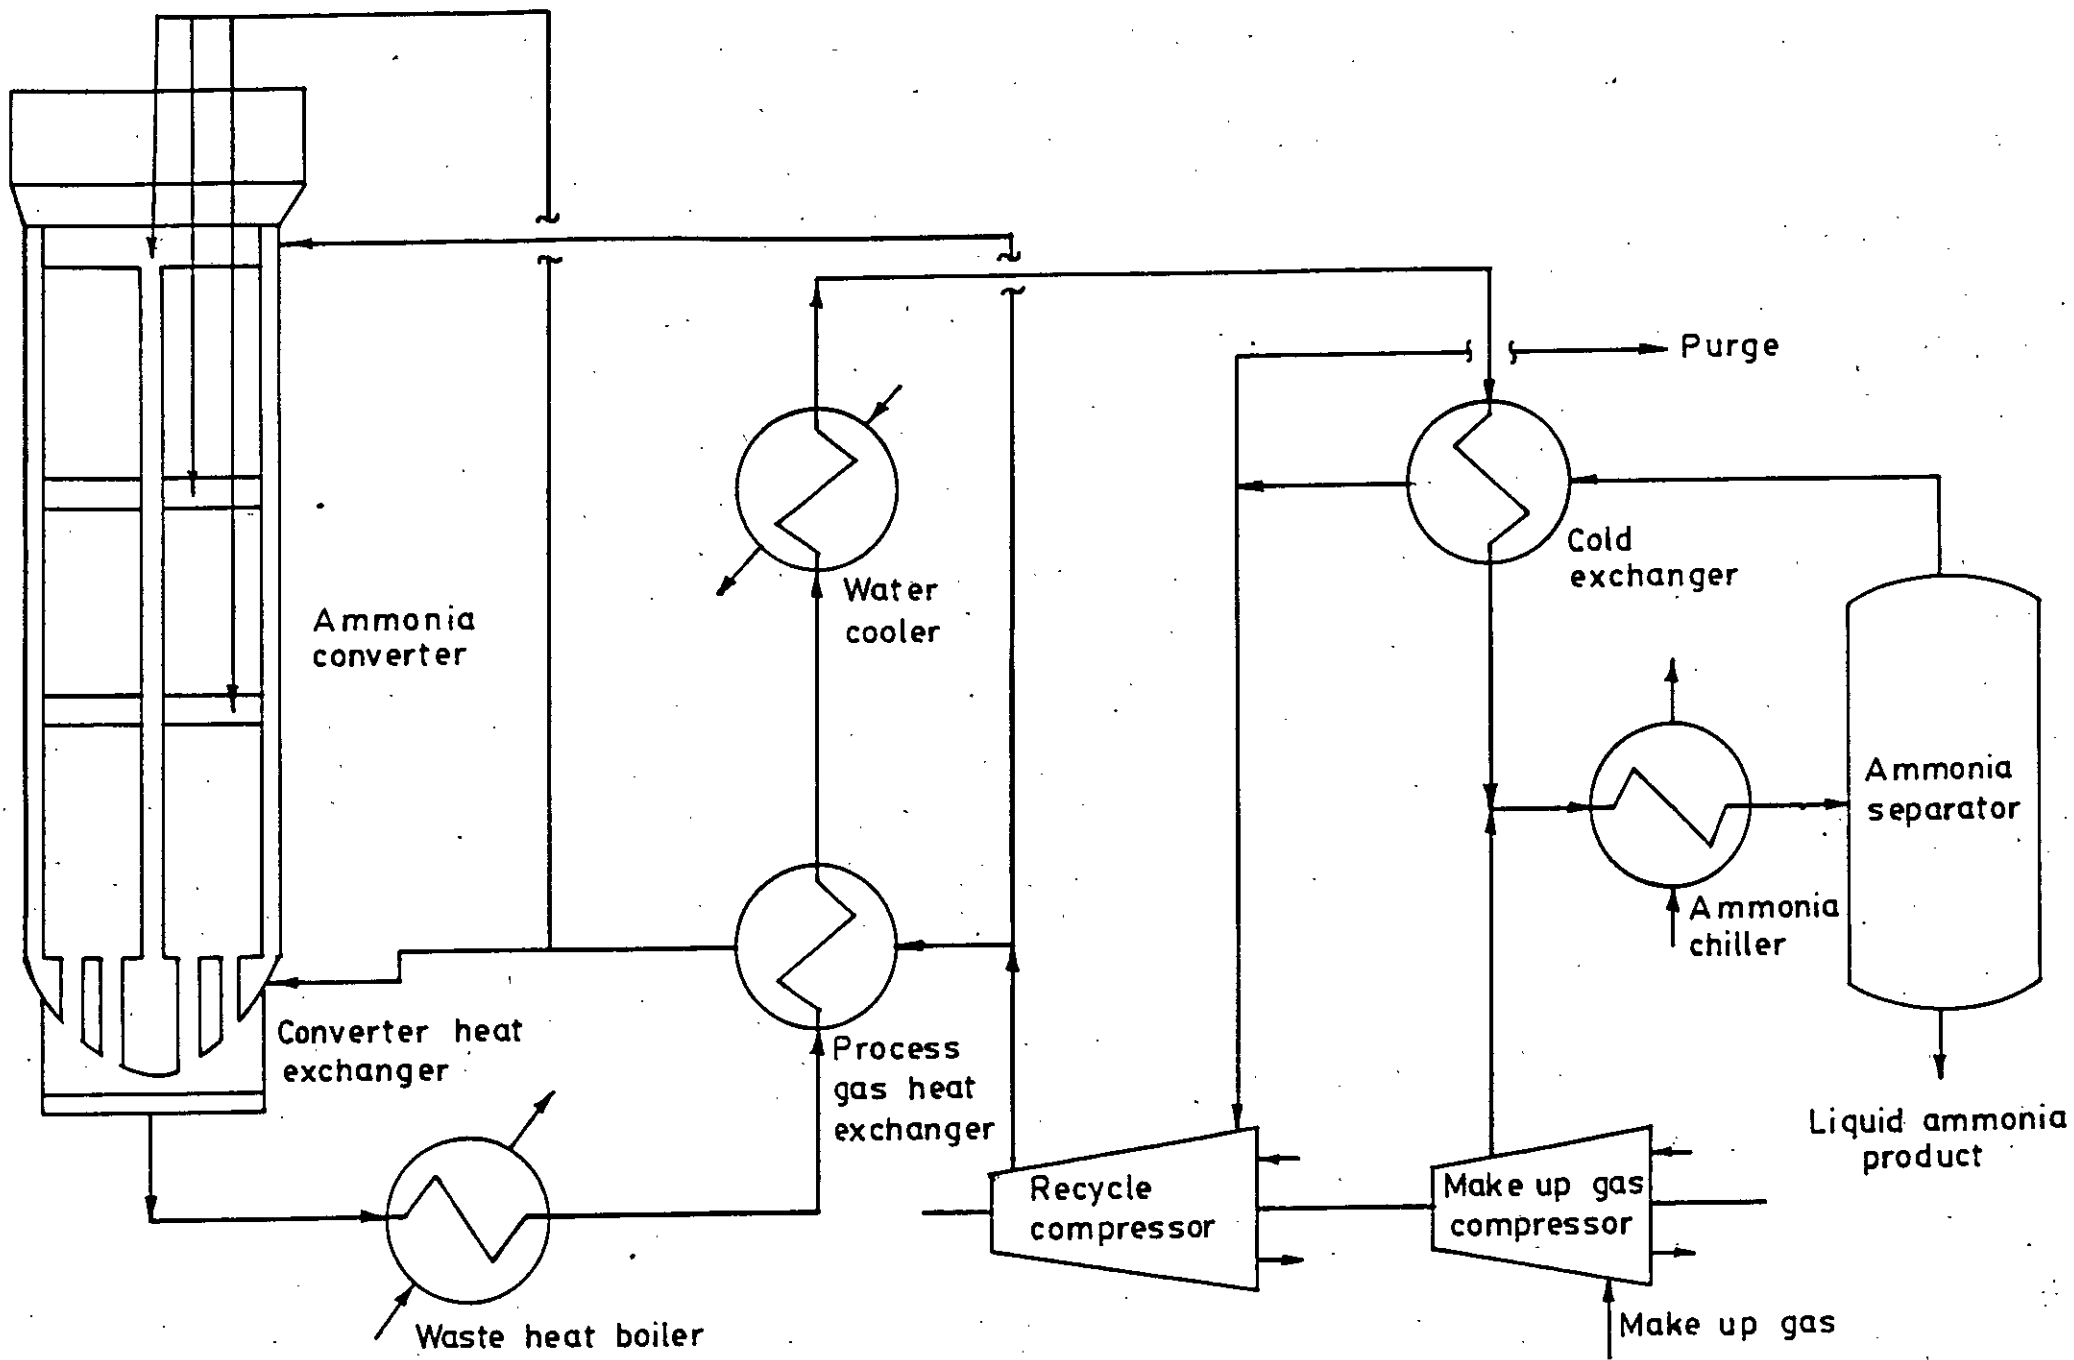 Purge
Cold
exchanger
Water
cooler
Ammonia
converter
Ammonia
separator
Ammonia
chiller
Converter heat
exchanger
Process
gas heat
exchanger
Liquid ammonia
product
Recycle
compressor
Make up gas
compressor
Make up gas
Waste heat boiler